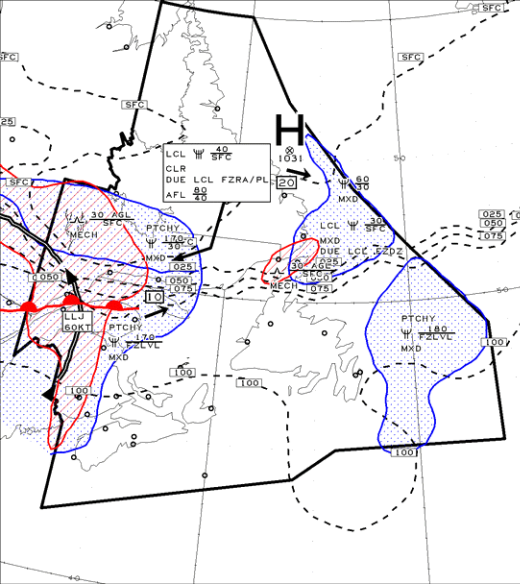 SFC
SFC
SFC
SFC
25
SFC
H
1031
50
LCL 40
SFC
CLR
DUE LCL FZRA/PL
AFL 80
40
20
60
30
MXD
30 AGL
SFC
MECH
PTCHY
170
30
MXD
LCL 30
SFC
MXD
DUE LCL FZDZ
025
050
075
025
050
075
MECH
075
050
10
LLJ
60KT
PTCHY
170
FZLVL
MXD
50
PTCHY
180
FZLVL
MXD
100
100
100
100
100
40